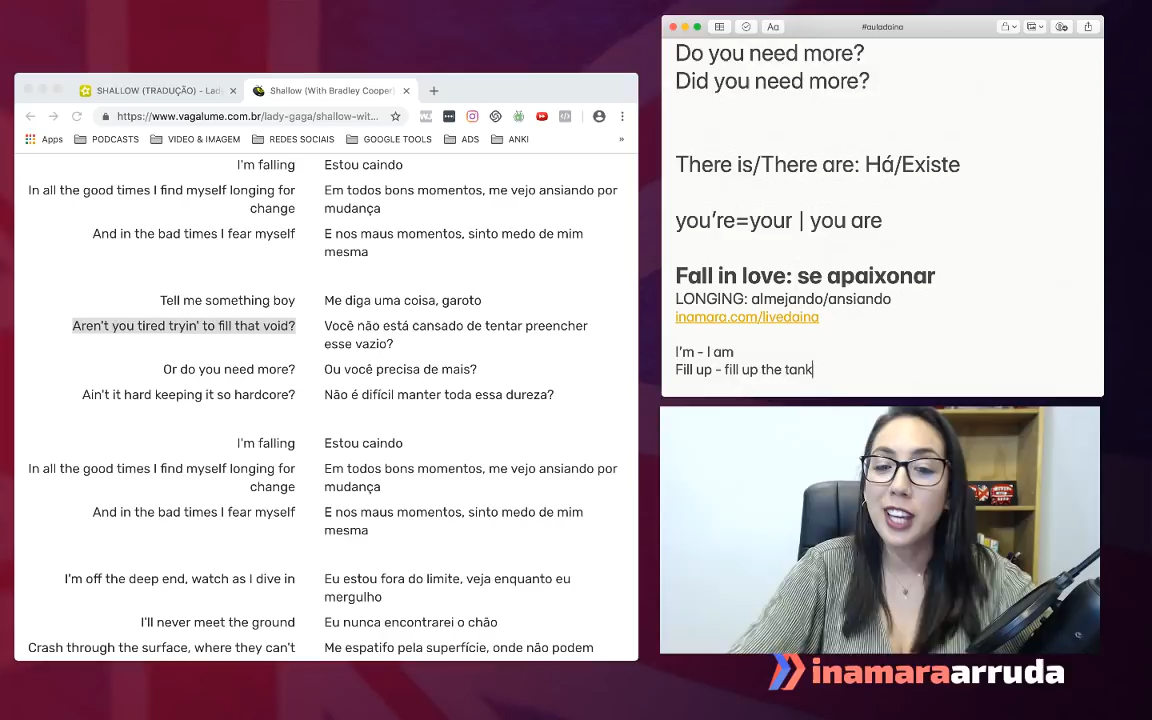 SHALLOW (TRADUÇÃO) - Lad
Shallow (With Bradley Cooper)
https://www.vagalume.com.br/lady-gaga/shallow-wit...
Apps
PODCASTS
VIDEO & IMAGEM
REDES SOCIAIS
GOOGLE TOOLS
ADS
ANKI
»
I'm falling
Estou caindo
In all the good times I find myself longing for
change
Em todos bons momentos, me vejo ansiando por
mudança
And in the bad times I fear myself
E nos maus momentos, sinto medo de mim
mesma
Tell me something boy
Me diga uma coisa, garoto
Aren't you tired tryin' to fill that void?
Você não está cansado de tentar preencher
esse vazio?
Or do you need more?
Ou você precisa de mais?
Ain't it hard keeping it so hardcore?
Não é difícil manter toda essa dureza?
I'm falling
Estou caindo
In all the good times I find myself longing for
change
Em todos bons momentos, me vejo ansiando por
mudança
And in the bad times I fear myself
E nos maus momentos, sinto medo de mim
mesma
I'm off the deep end, watch as I dive in
Eu estou fora do limite, veja enquanto eu
mergulho
I'll never meet the ground
Eu nunca encontrarei o chão
Crash through the surface, where they can't
Me espatifo pela superfície, onde não podem
Aa
#auladaina
Do you need more?
Did you need more?
There is/There are: Há/Existe
you're=your | you are
Fall in love: se apaixonar
LONGING: almejando/ansiando
inamara.com/livedaina
I'm - I am
Fill up - fill up the tank
inamaraarruda